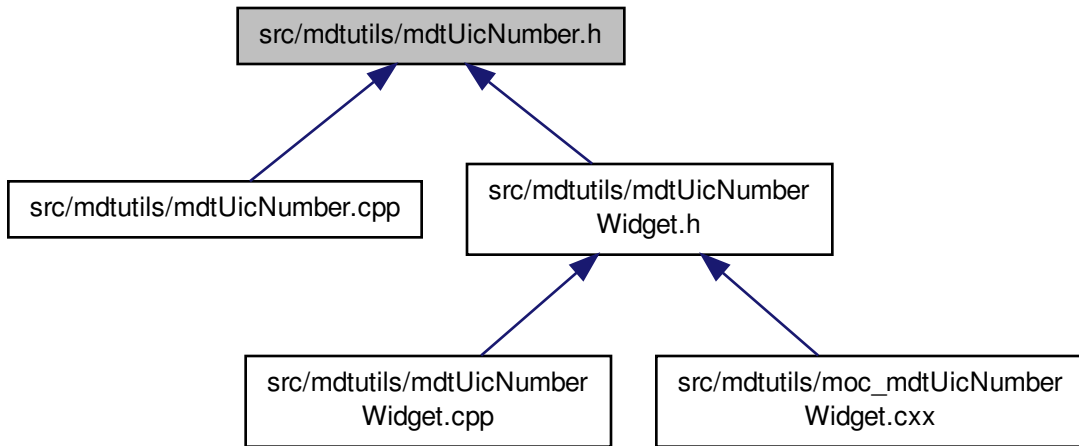 src/mdtutils/mdtUicNumber.h
src/mdtutils/mdtUicNumber.cpp
src/mdtutils/mdtUicNumber
Widget.h
src/mdtutils/mdtUicNumber
Widget.cpp
src/mdtutils/moc_mdtUicNumber
Widget.cxx